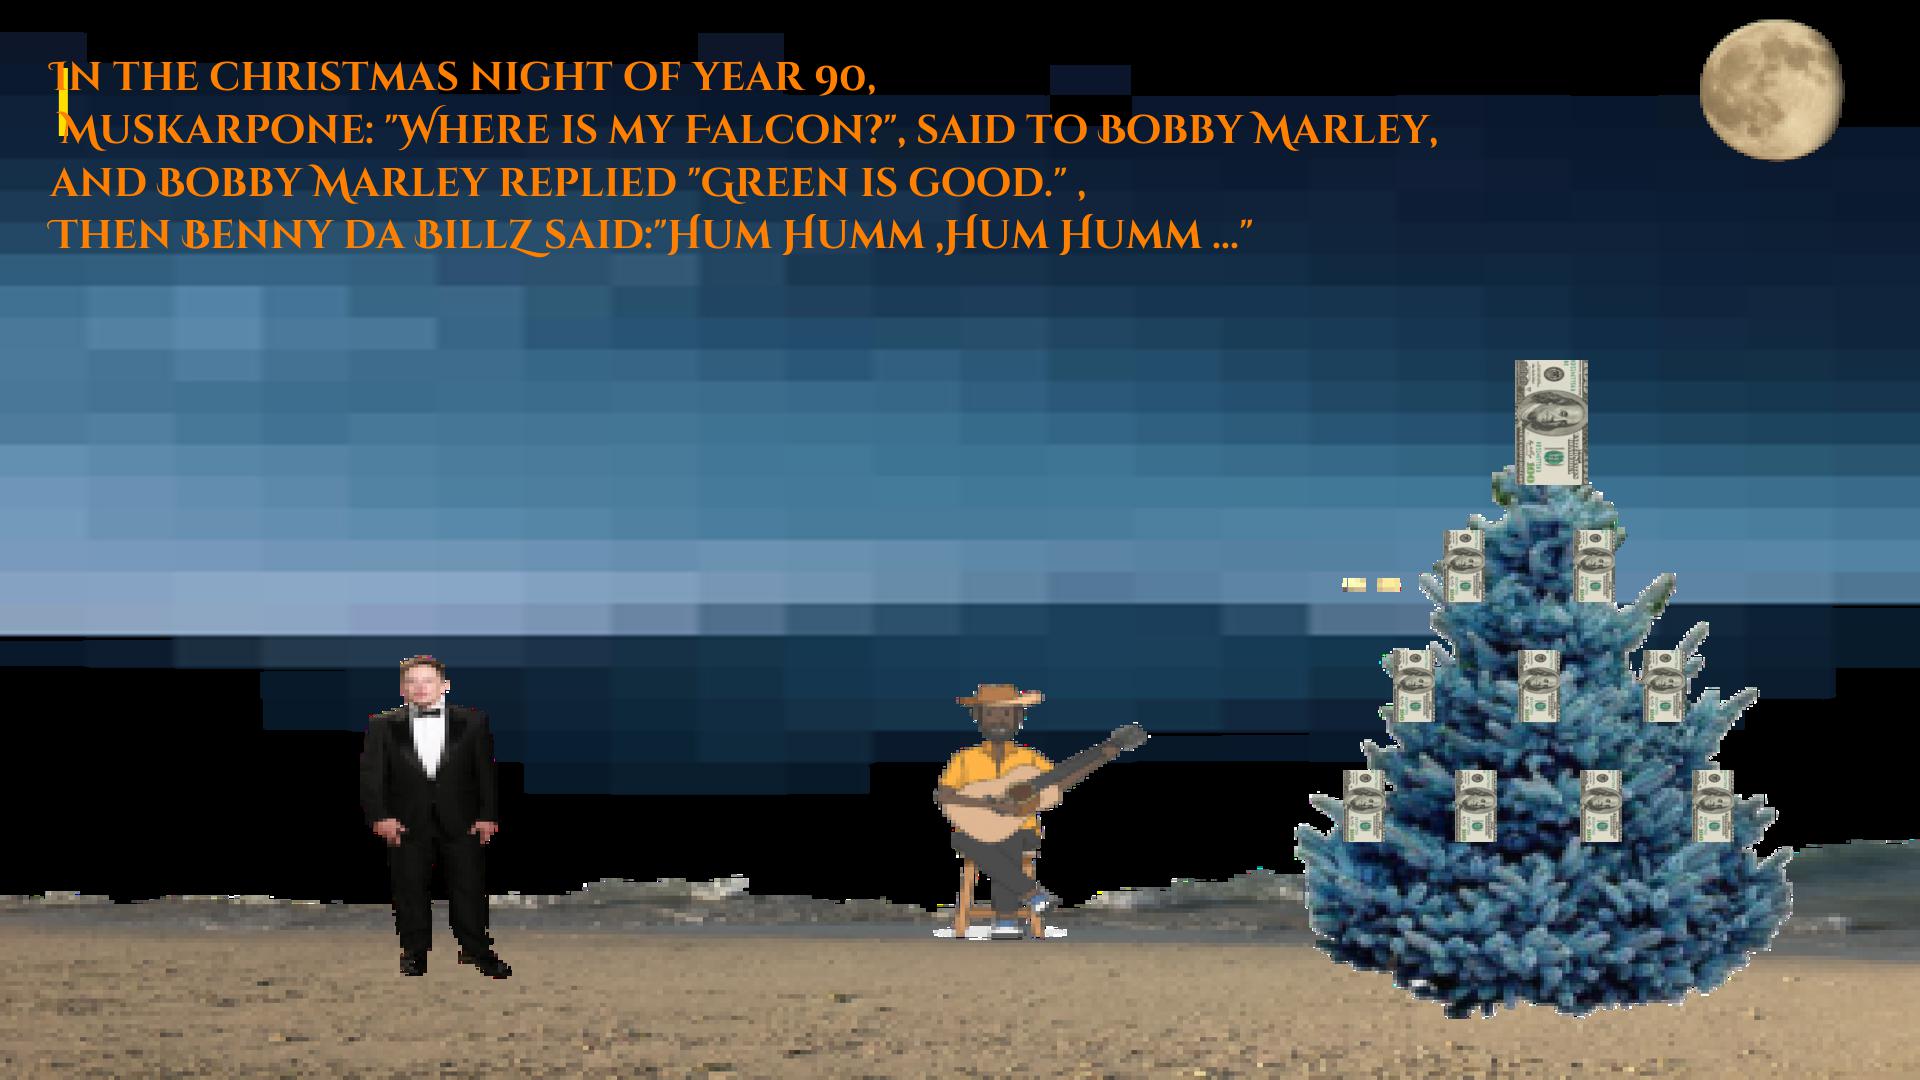 In the christmas night of year 90,
Muskarpone: "Where is my Falcon?", said to Bobby Marley,
and Bobby Marley replied "Green is good." ,
Then Benny da BillZ said:"Hum Humm ,Hum Humm ..."